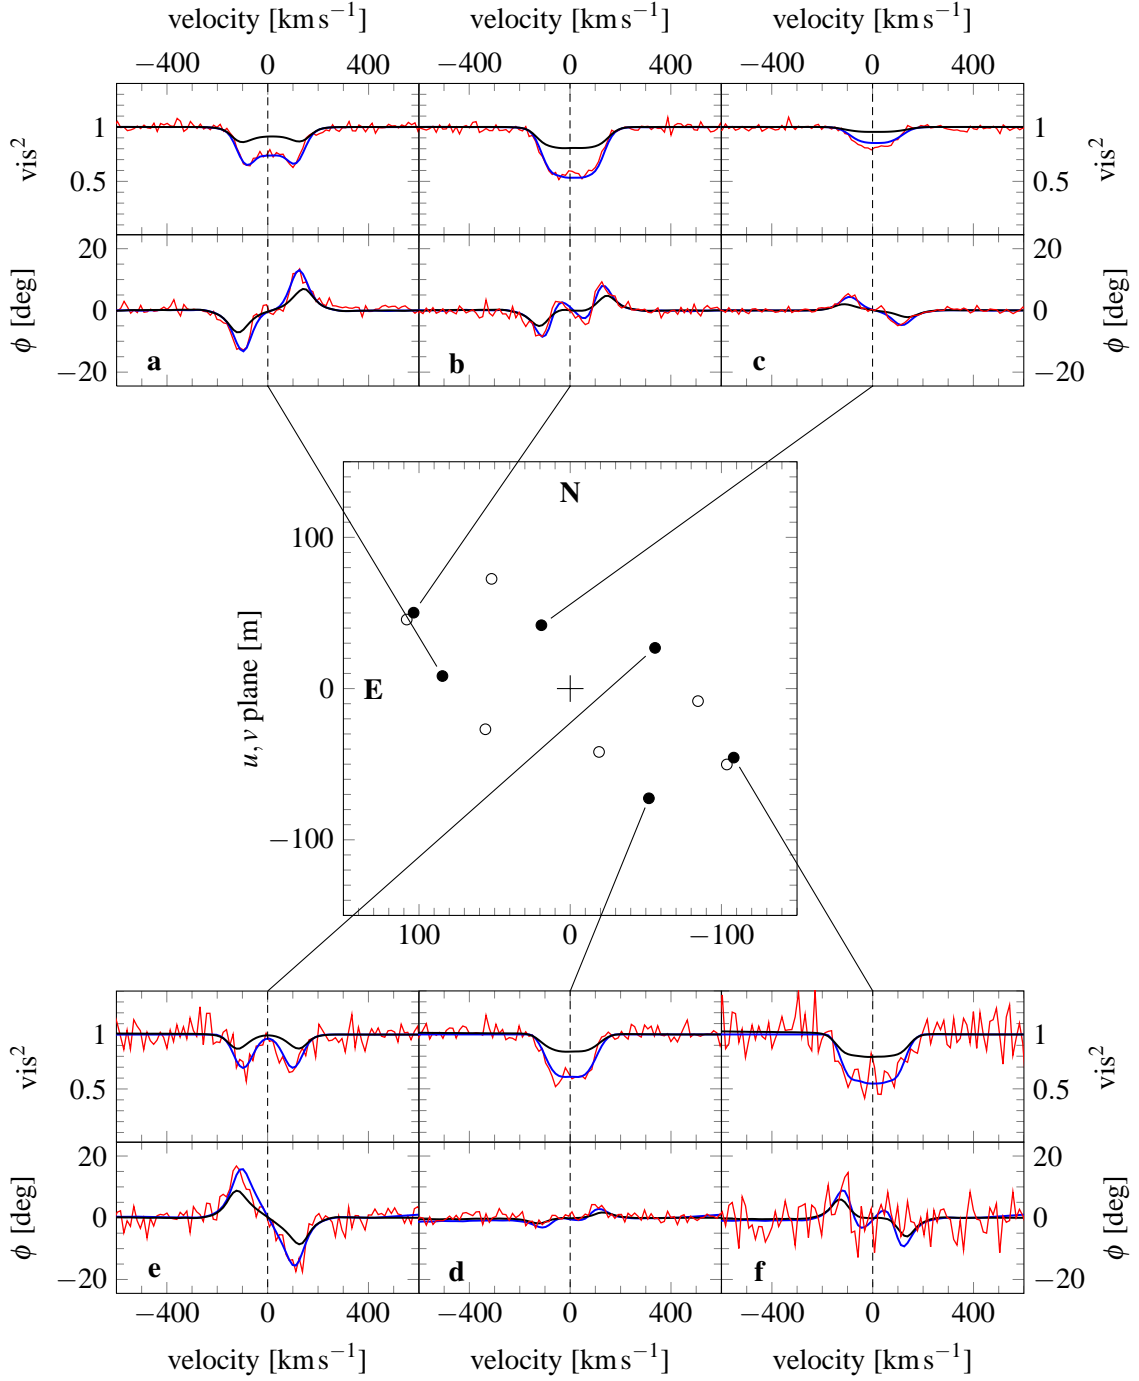 velocity [km s⁻¹] velocity [km s⁻¹] velocity [km s⁻¹]
−400 0 400 −400 0 400 −400 0 400
vis² 1 1 vis²
0.5 0.5
20 20
ϕ [deg] 0 0 ϕ [deg]
−20 −20
a b c
N
100
E
0
u, v plane [m]
−100
100 0 −100
vis² 1 1 vis²
0.5 0.5
20 20
ϕ [deg] 0 0 ϕ [deg]
−20 −20
e d f
−400 0 400 −400 0 400 −400 0 400
velocity [km s⁻¹] velocity [km s⁻¹] velocity [km s⁻¹]